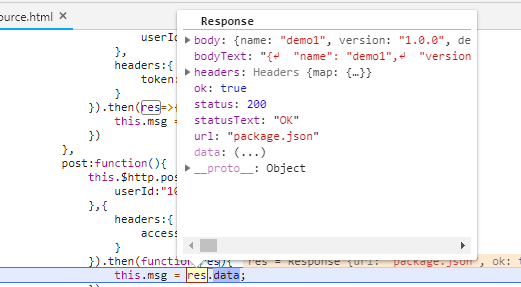 ource.html ×
Response
body: {name: "demo1", version: "1.0.0", de
bodyText: "{↵  "name": "demo1",↵  "version
headers: Headers {map: {…}}
ok: true
status: 200
statusText: "OK"
url: "package.json"
data: (...)
__proto__: Object
userId
},
headers:{
token:
}
}).then(res=>{
this.msg =
})
},
post:function(){
this.$http.pos
userId:"10
},{
headers:{
acces
}
}).then(function(res){ res = Response {url: "package.json", ok: t
this.msg = res.data;